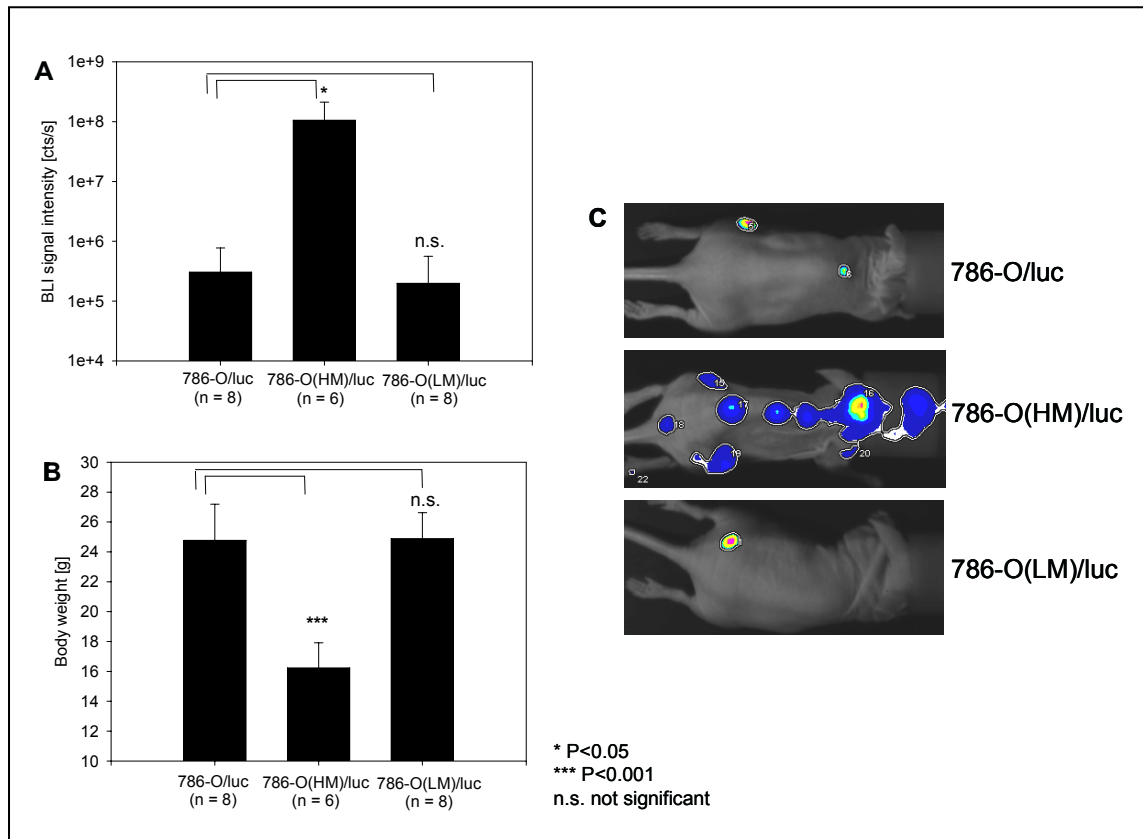 A
1e+9
1e+8
1e+7
1e+6
1e+5
1e+4
BLI signal intensity [cts/s]
*
n.s.
786-O/luc
(n = 8)
786-O(HM)/luc
(n = 6)
786-O(LM)/luc
(n = 8)
B
30
28
26
24
22
20
18
16
14
12
10
Body weight [g]
***
n.s.
786-O/luc
(n = 8)
786-O(HM)/luc
(n = 6)
786-O(LM)/luc
(n = 8)
C
786-O/luc
15
16
17
18
19
20
22
786-O(HM)/luc
786-O(LM)/luc
* P<0.05
*** P<0.001
n.s. not significant